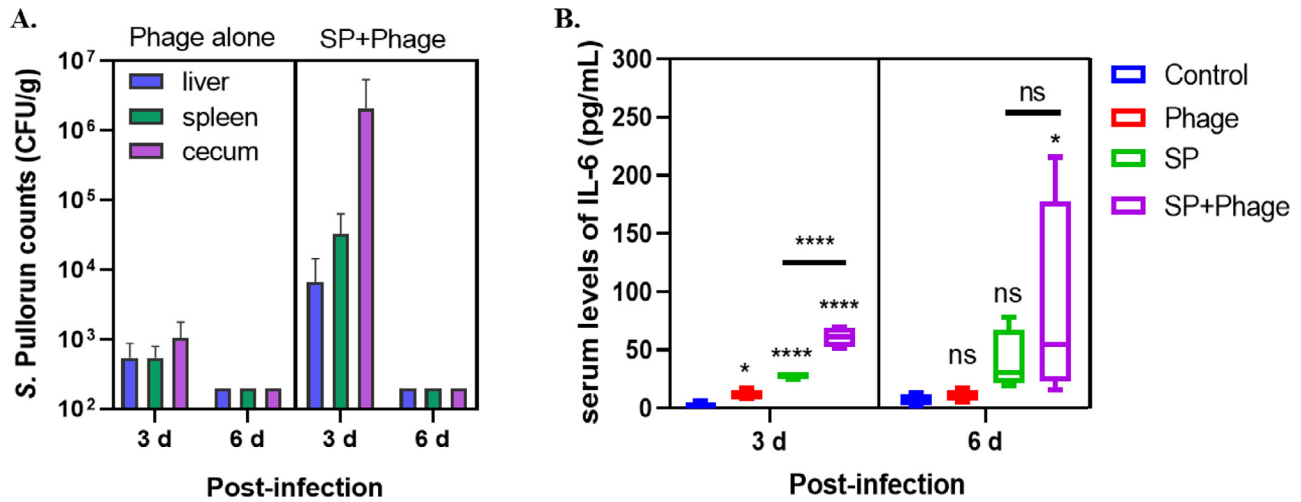 A.
Phage alone
SP+Phage
liver
spleen
cecum
S. Pullorun counts (CFU/g)
10⁷
10⁶
10⁵
10⁴
10³
10²
3 d
6 d
3 d
6 d
Post-infection
B.
serum levels of IL-6 (pg/mL)
300
250
200
150
100
50
0
*
****
****
****
ns
ns
ns
*
3 d
6 d
Post-infection
Control
Phage
SP
SP+Phage